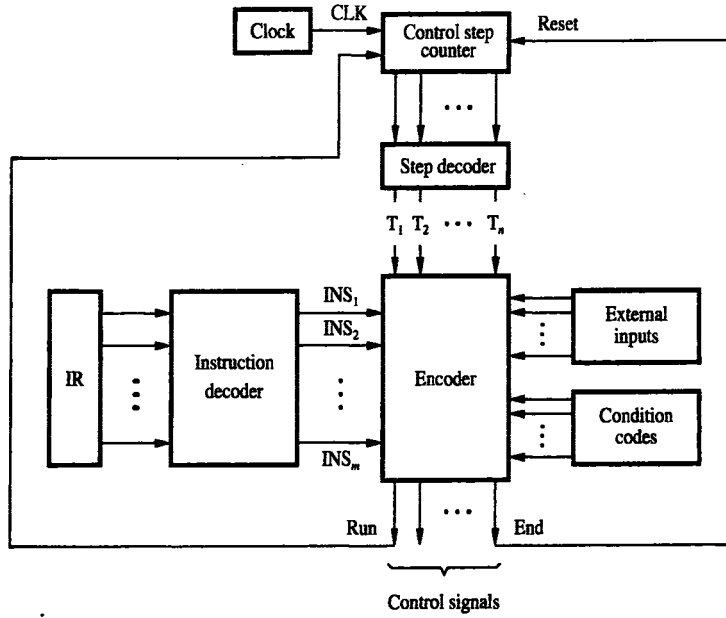 CLK
Clock
Control step
counter
Reset
Step decoder
T1 T2 Tn
IR
Instruction
decoder
INS1
INS2
INSm
Encoder
External
inputs
Condition
codes
Run
End
Control signals